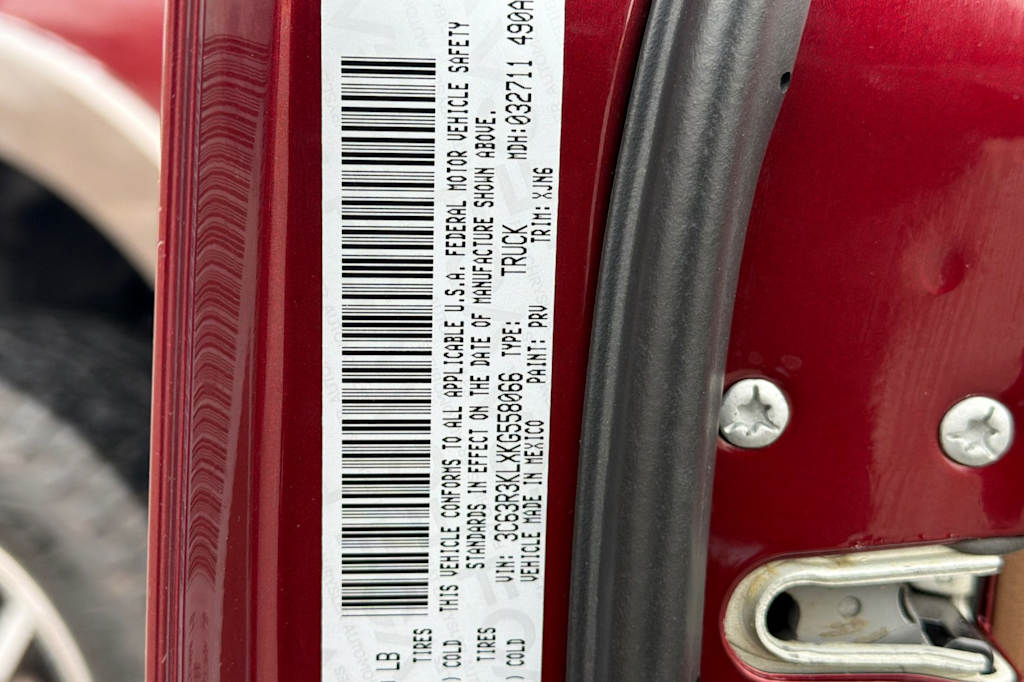 LB
TIRES
) COLD
TIRES
) COLD
THIS VEHICLE CONFORMS TO ALL APPLICABLE U.S.A. FEDERAL MOTOR VEHICLE SAFETY
STANDARDS IN EFFECT ON THE DATE OF MANUFACTURE SHOWN ABOVE.
VIN: 3C63R3KLXKG558066 TYPE: TRUCK MDH:032711 490A
VEHICLE MADE IN MEXICO PAINT: PRV TRIM: XJN6